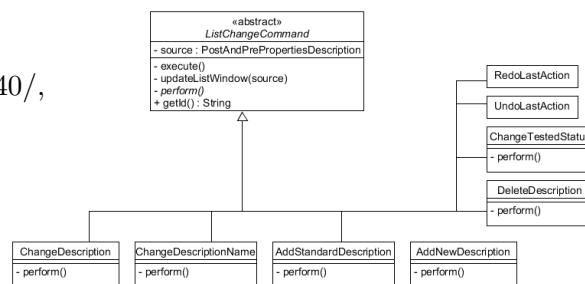 «abstract»
ListChangeCommand
- source : PostAndPrePropertiesDescription
- execute()
- updateListWindow(source)
- perform()
+ getId() : String
40/,
RedoLastAction
UndoLastAction
ChangeTestedStatu
- perform()
DeleteDescription
- perform()
ChangeDescription
- perform()
ChangeDescriptionName
- perform()
AddStandardDescription
- perform()
AddNewDescription
- perform()